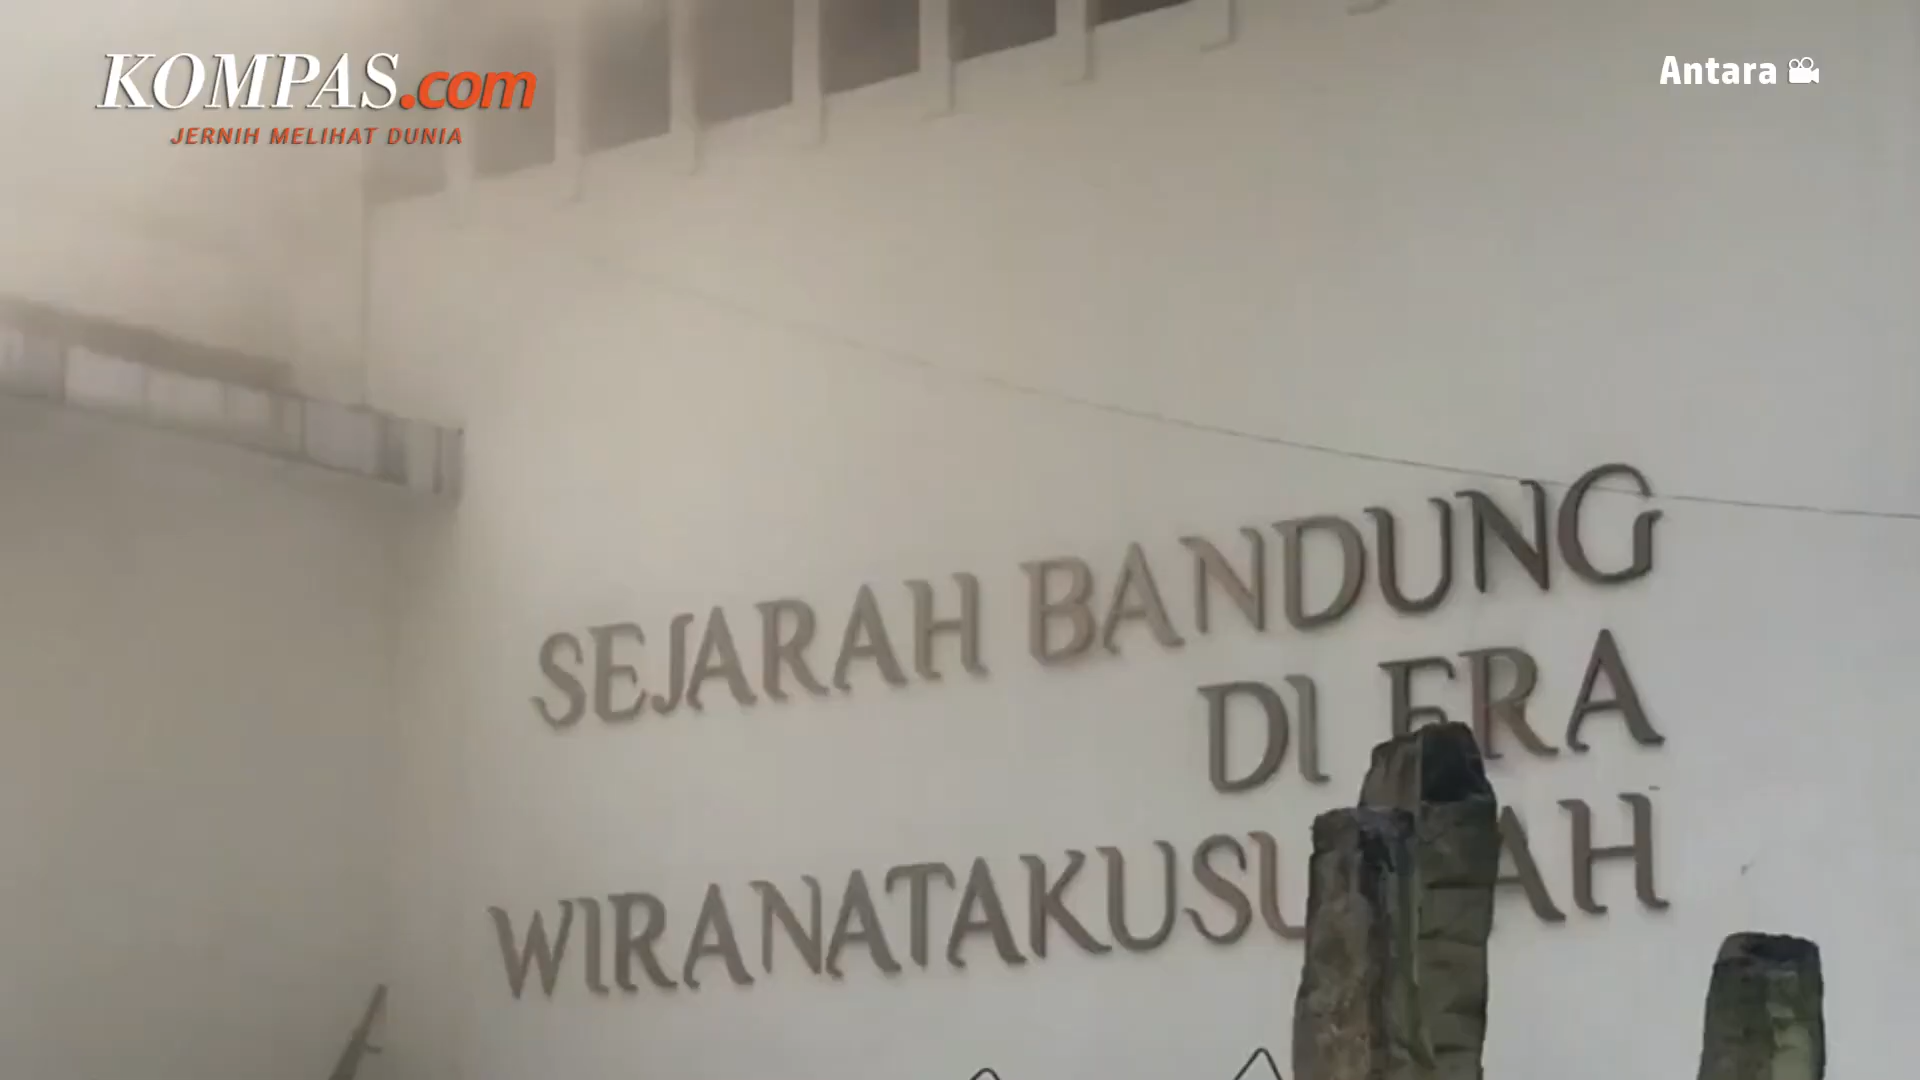 KOMPAS.com
JERNIH MELIHAT DUNIA
Antara
SEJARAH BANDUNG
DI ERA